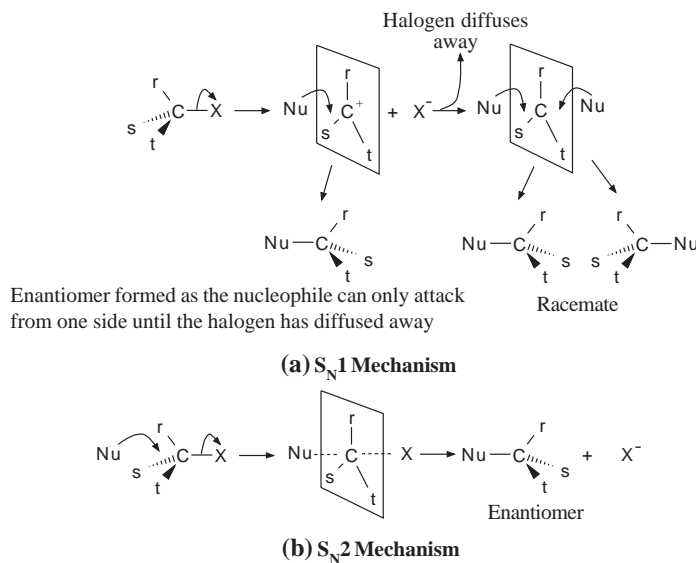 Halogen diffuses
away
r
C
X
s
t
Nu
r
C+
s
t
+ X-
Nu
r
C
s
t
Nu
Nu
r
C
s
t
Nu
r
C
s
t
r
C
Nu
s
t
Enantiomer formed as the nucleophile can only attack
from one side until the halogen has diffused away
Racemate
(a) SN1 Mechanism
Nu
r
C
X
s
t
Nu
r
C
X
s
t
Nu
r
C
s
t
+ X-
Enantiomer
(b) SN2 Mechanism